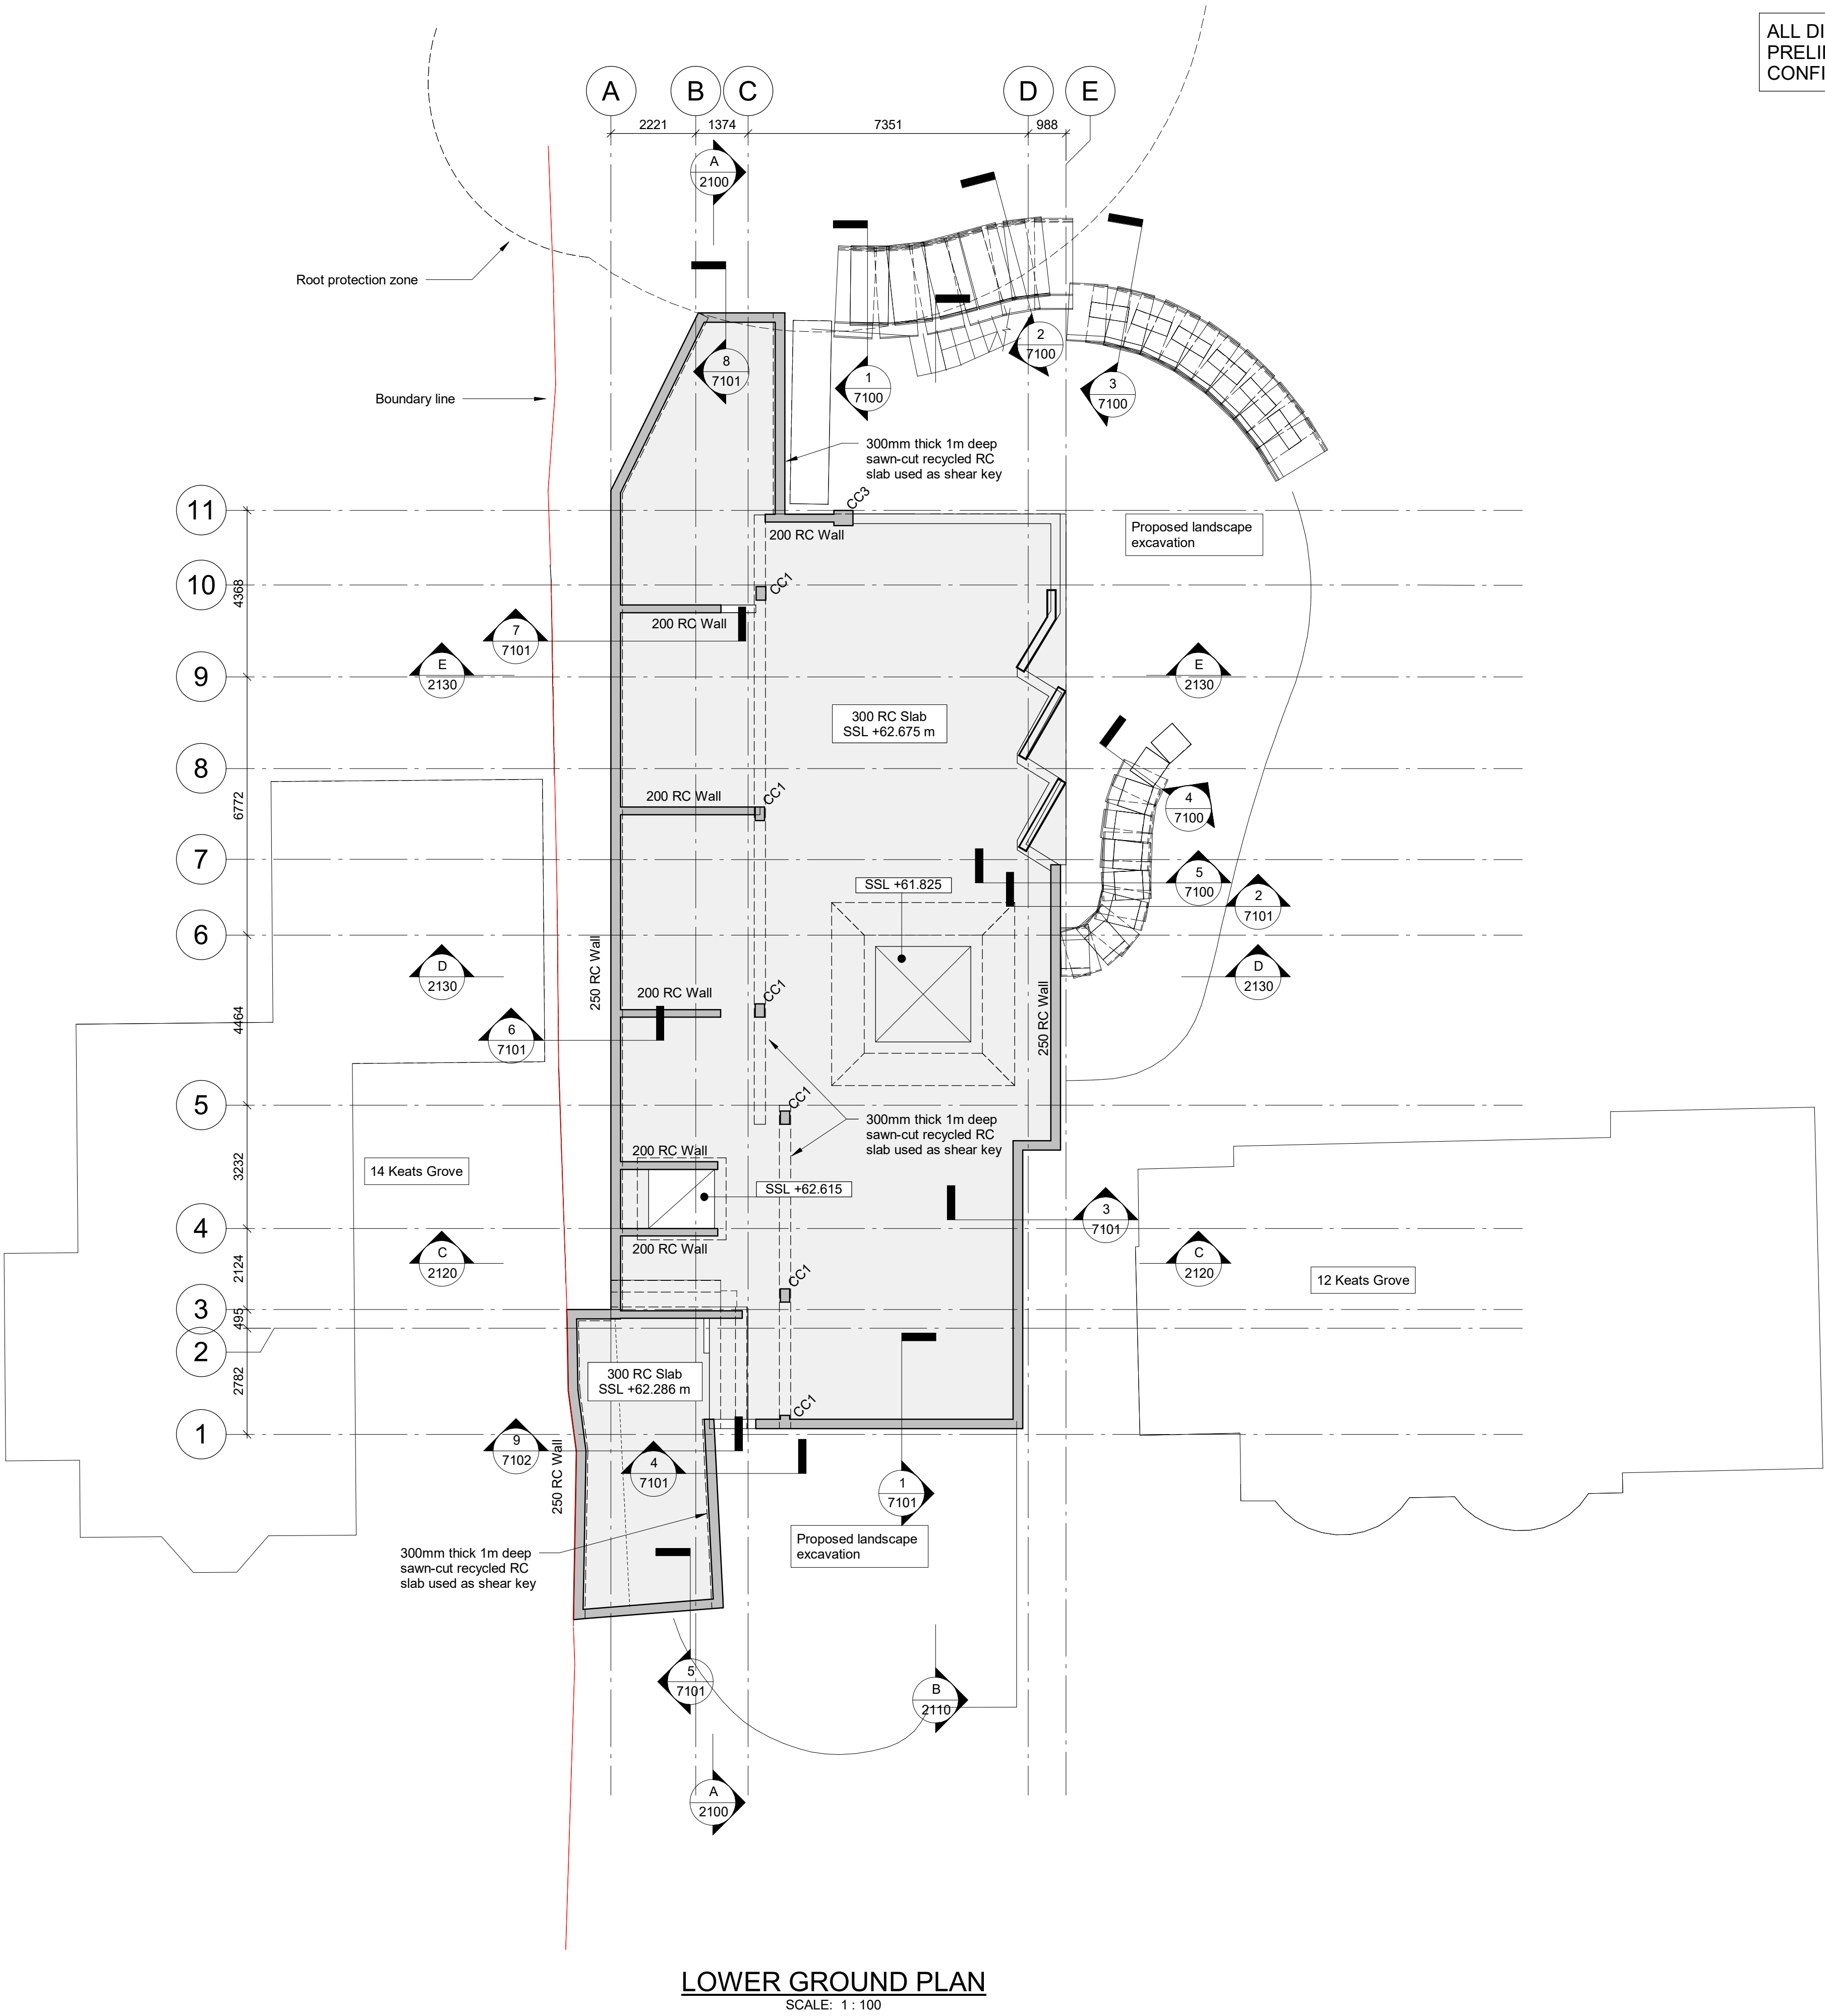 ALL DI
PRELI
CONFI
A
B
C
D
E
2221
1374
7351
988
A
2100
Root protection zone
Boundary line
8
7101
1
7100
2
7100
3
7100
300mm thick 1m deep
sawn-cut recycled RC
slab used as shear key
11
CC3
200 RC Wall
Proposed landscape
excavation
10
4368
CC1
200 RC Wall
7
7101
E
2130
E
2130
9
300 RC Slab
SSL +62.675 m
8
6772
200 RC Wall
CC1
4
7100
7
5
7100
SSL +61.825
2
7101
6
250 RC Wall
D
2130
D
2130
200 RC Wall
CC1
250 RC Wall
4464
6
7101
5
CC1
300mm thick 1m deep
sawn-cut recycled RC
slab used as shear key
14 Keats Grove
3232
200 RC Wall
SSL +62.615
3
7101
4
200 RC Wall
C
2120
C
2120
2124
CC1
12 Keats Grove
3
495
2
2782
300 RC Slab
SSL +62.286 m
CC1
1
9
7102
250 RC Wall
4
7101
1
7101
Proposed landscape
excavation
300mm thick 1m deep
sawn-cut recycled RC
slab used as shear key
5
7101
B
2110
A
2100
LOWER GROUND PLAN
SCALE: 1 : 100